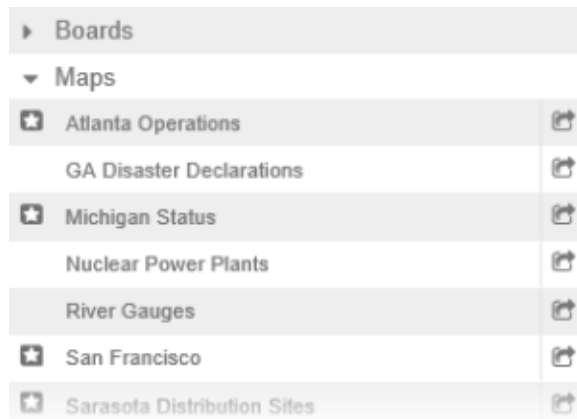 Boards
Maps
Atlanta Operations
GA Disaster Declarations
Michigan Status
Nuclear Power Plants
River Gauges
San Francisco
Sarasota Distribution Sites